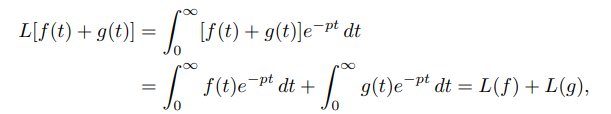 L[f(t) + g(t)] = ∫₀^∞ [f(t) + g(t)]e^{−pt} dt
= ∫₀^∞ f(t)e^{−pt} dt + ∫₀^∞ g(t)e^{−pt} dt = L(f) + L(g),